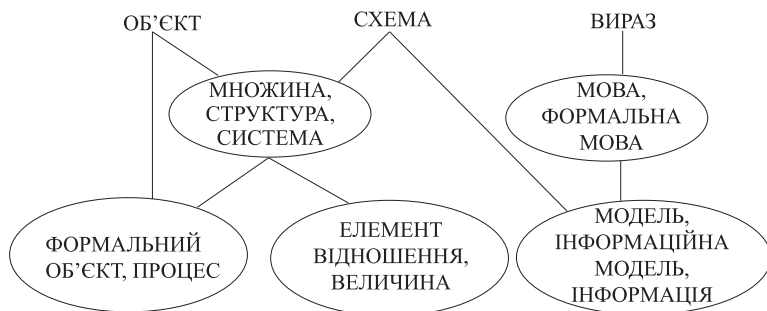 ОБ’ЄКТ
СХЕМА
ВИРАЗ
МНОЖИНА,
СТРУКТУРА,
СИСТЕМА
МОВА,
ФОРМАЛЬНА
МОВА
ФОРМАЛЬНИЙ
ОБ’ЄКТ, ПРОЦЕС
ЕЛЕМЕНТ
ВІДНОШЕННЯ,
ВЕЛИЧИНА
МОДЕЛЬ,
ІНФОРМАЦІЙНА
МОДЕЛЬ,
ІНФОРМАЦІЯ